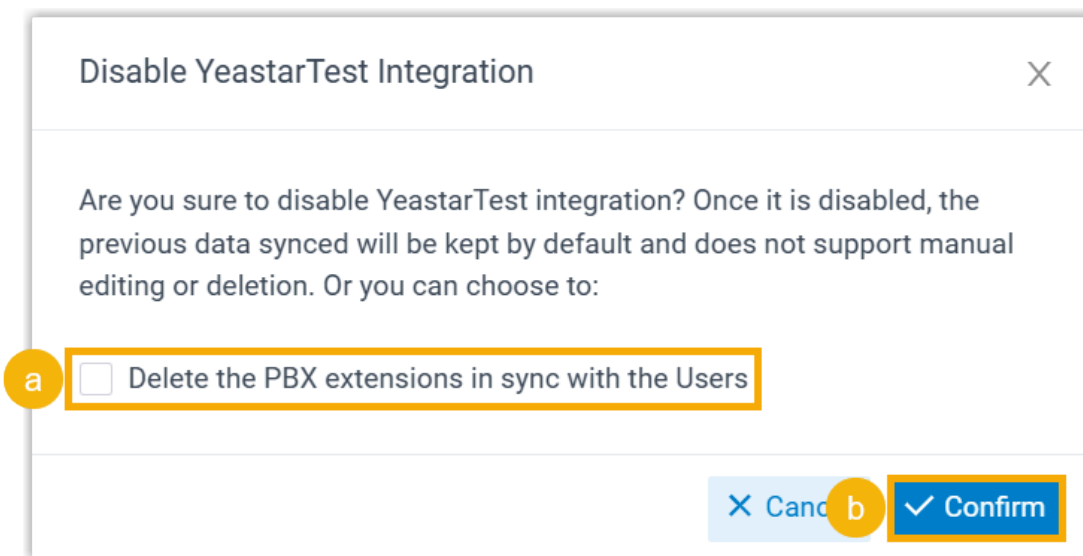 Disable YeastarTest Integration
Are you sure to disable YeastarTest integration? Once it is disabled, the
previous data synced will be kept by default and does not support manual
editing or deletion. Or you can choose to:
a
Delete the PBX extensions in sync with the Users
Canc
b
Confirm